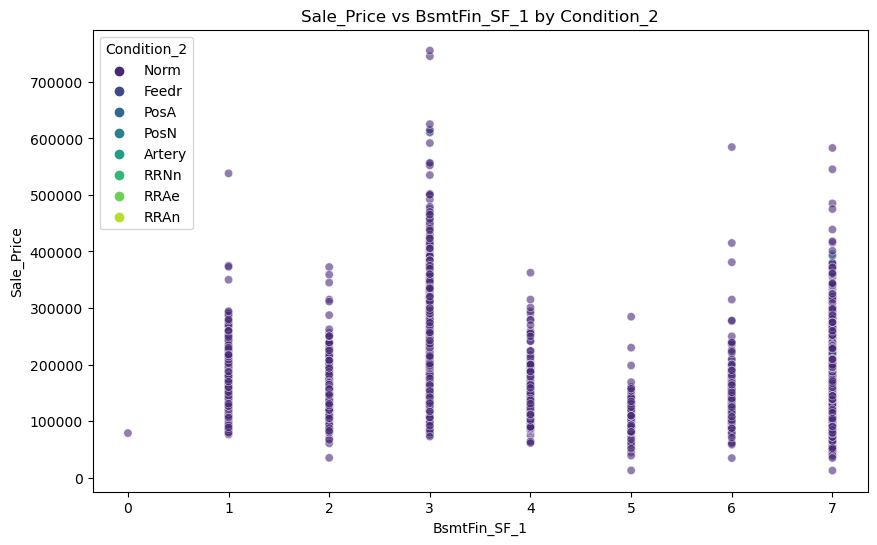 Sale_Price vs BsmtFin_SF_1 by Condition_2
Condition_2
Norm
Feedr
PosA
PosN
Artery
RRNn
RRAe
RRAn
Sale_Price
700000
600000
500000
400000
300000
200000
100000
0
0 1 2 3 4 5 6 7
BsmtFin_SF_1